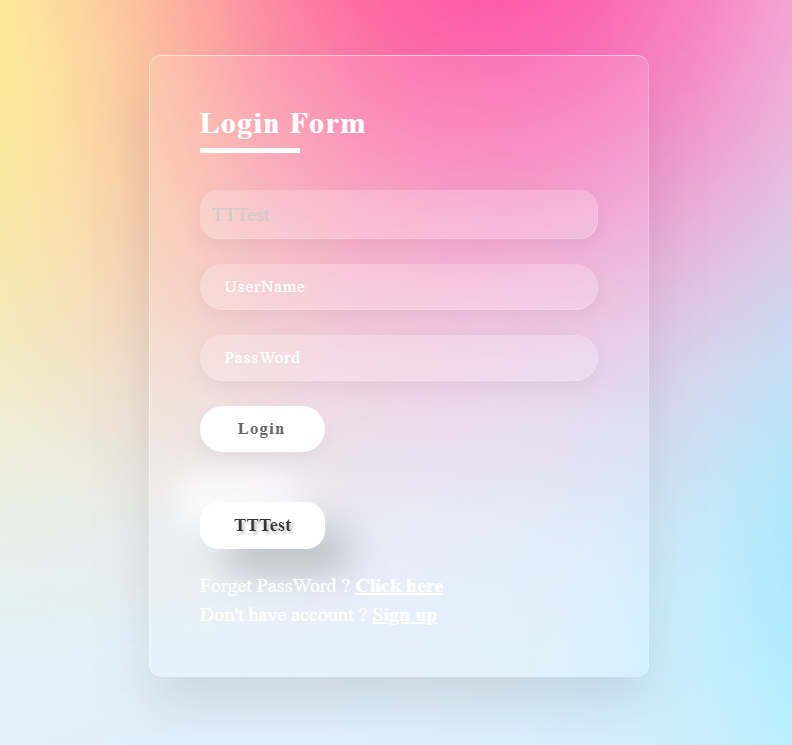 Login Form
TTTest
UserName
PassWord
Login
TTTest
Forget PassWord ? Click here
Don't have account ? Sign up